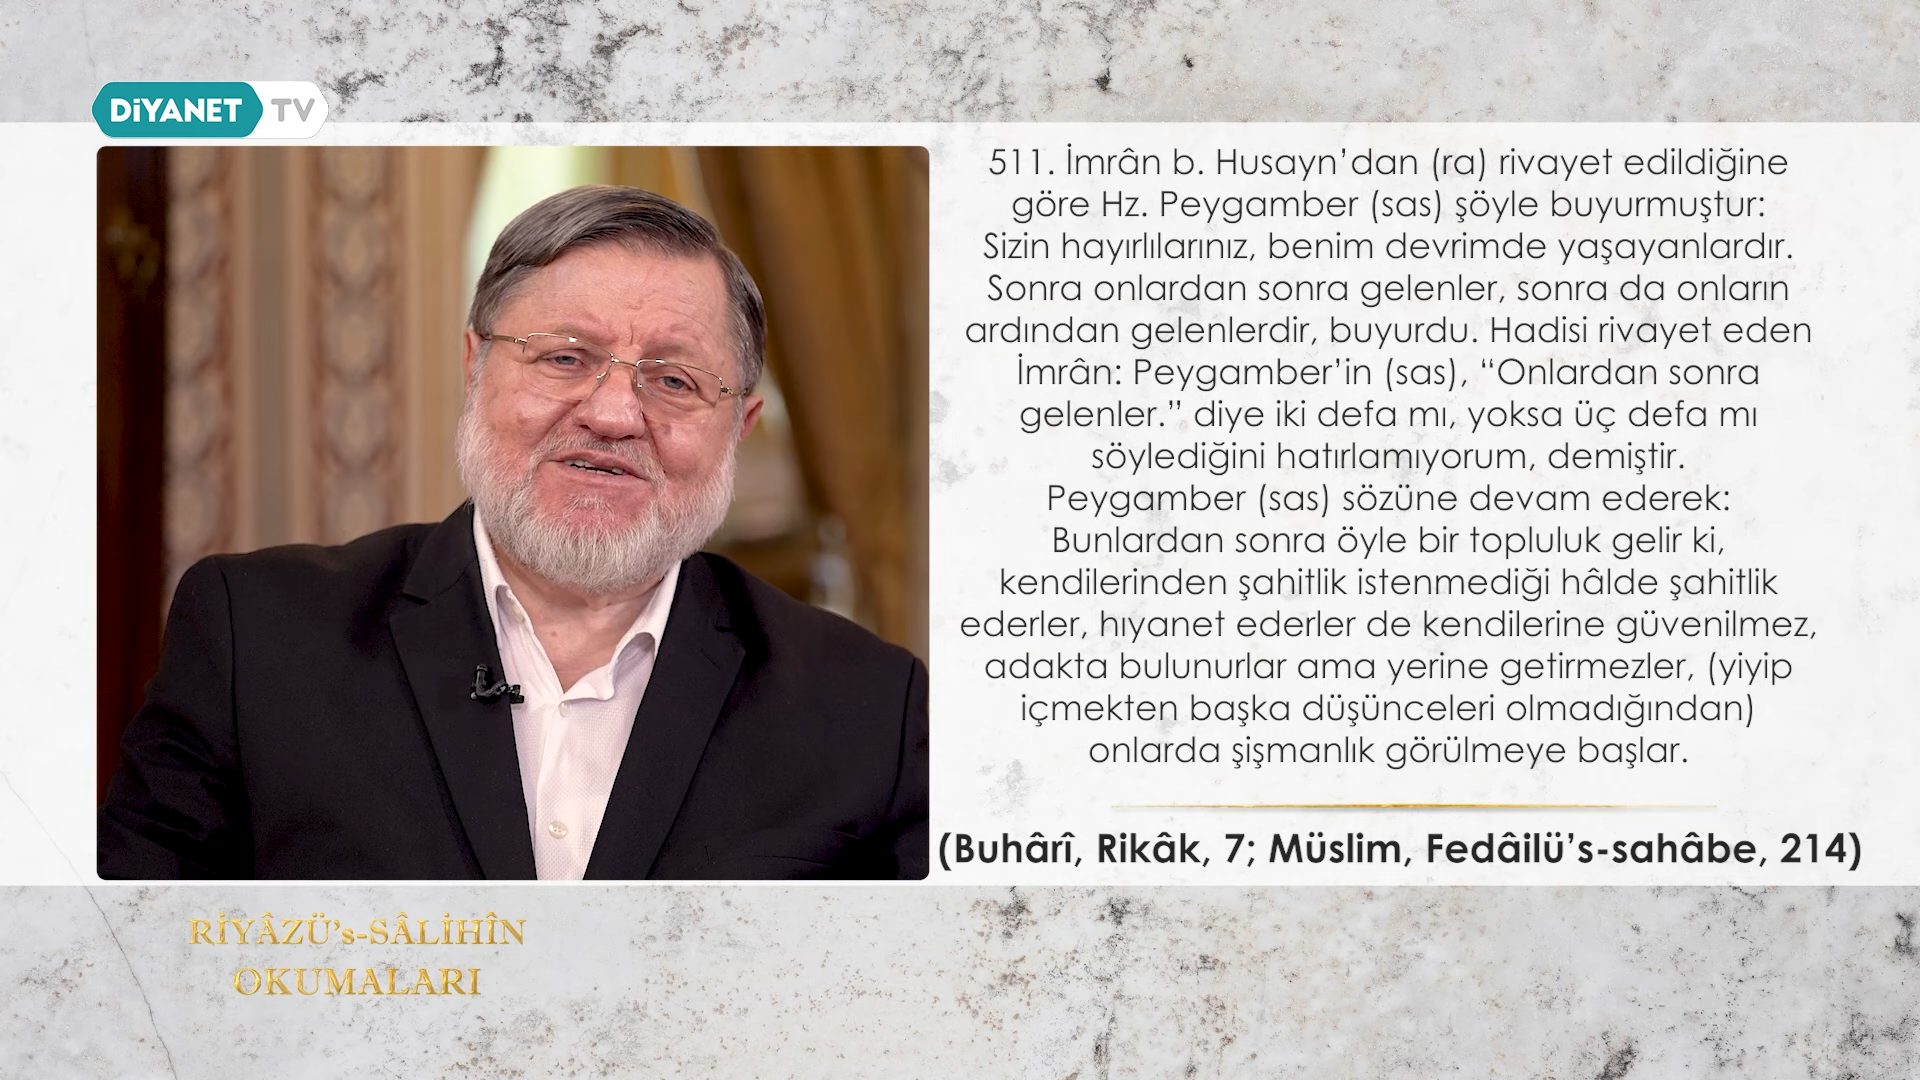 DİYANET TV
511. İmrân b. Husayn’dan (ra) rivayet edildiğine
göre Hz. Peygamber (sas) şöyle buyurmuştur:
Sizin hayırlılarınız, benim devrimde yaşayanlardır.
Sonra onlardan sonra gelenler, sonra da onların
ardından gelenlerdir, buyurdu. Hadisi rivayet eden
İmrân: Peygamber’in (sas), “Onlardan sonra
gelenler.” diye iki defa mı, yoksa üç defa mı
söylediğini hatırlamıyorum, demiştir.
Peygamber (sas) sözüne devam ederek:
Bunlardan sonra öyle bir topluluk gelir ki,
kendilerinden şahitlik istenmediği hâlde şahitlik
ederler, hıyanet ederler de kendilerine güvenilmez,
adakta bulunurlar ama yerine getirmezler, (yiyip
içmekten başka düşünceleri olmadığından)
onlarda şişmanlık görülmeye başlar.
(Buhârî, Rikâk, 7; Müslim, Fedâilü’s-sahâbe, 214)
RİYÂZÜ’s-SÂLİHÎN
OKUMALARI